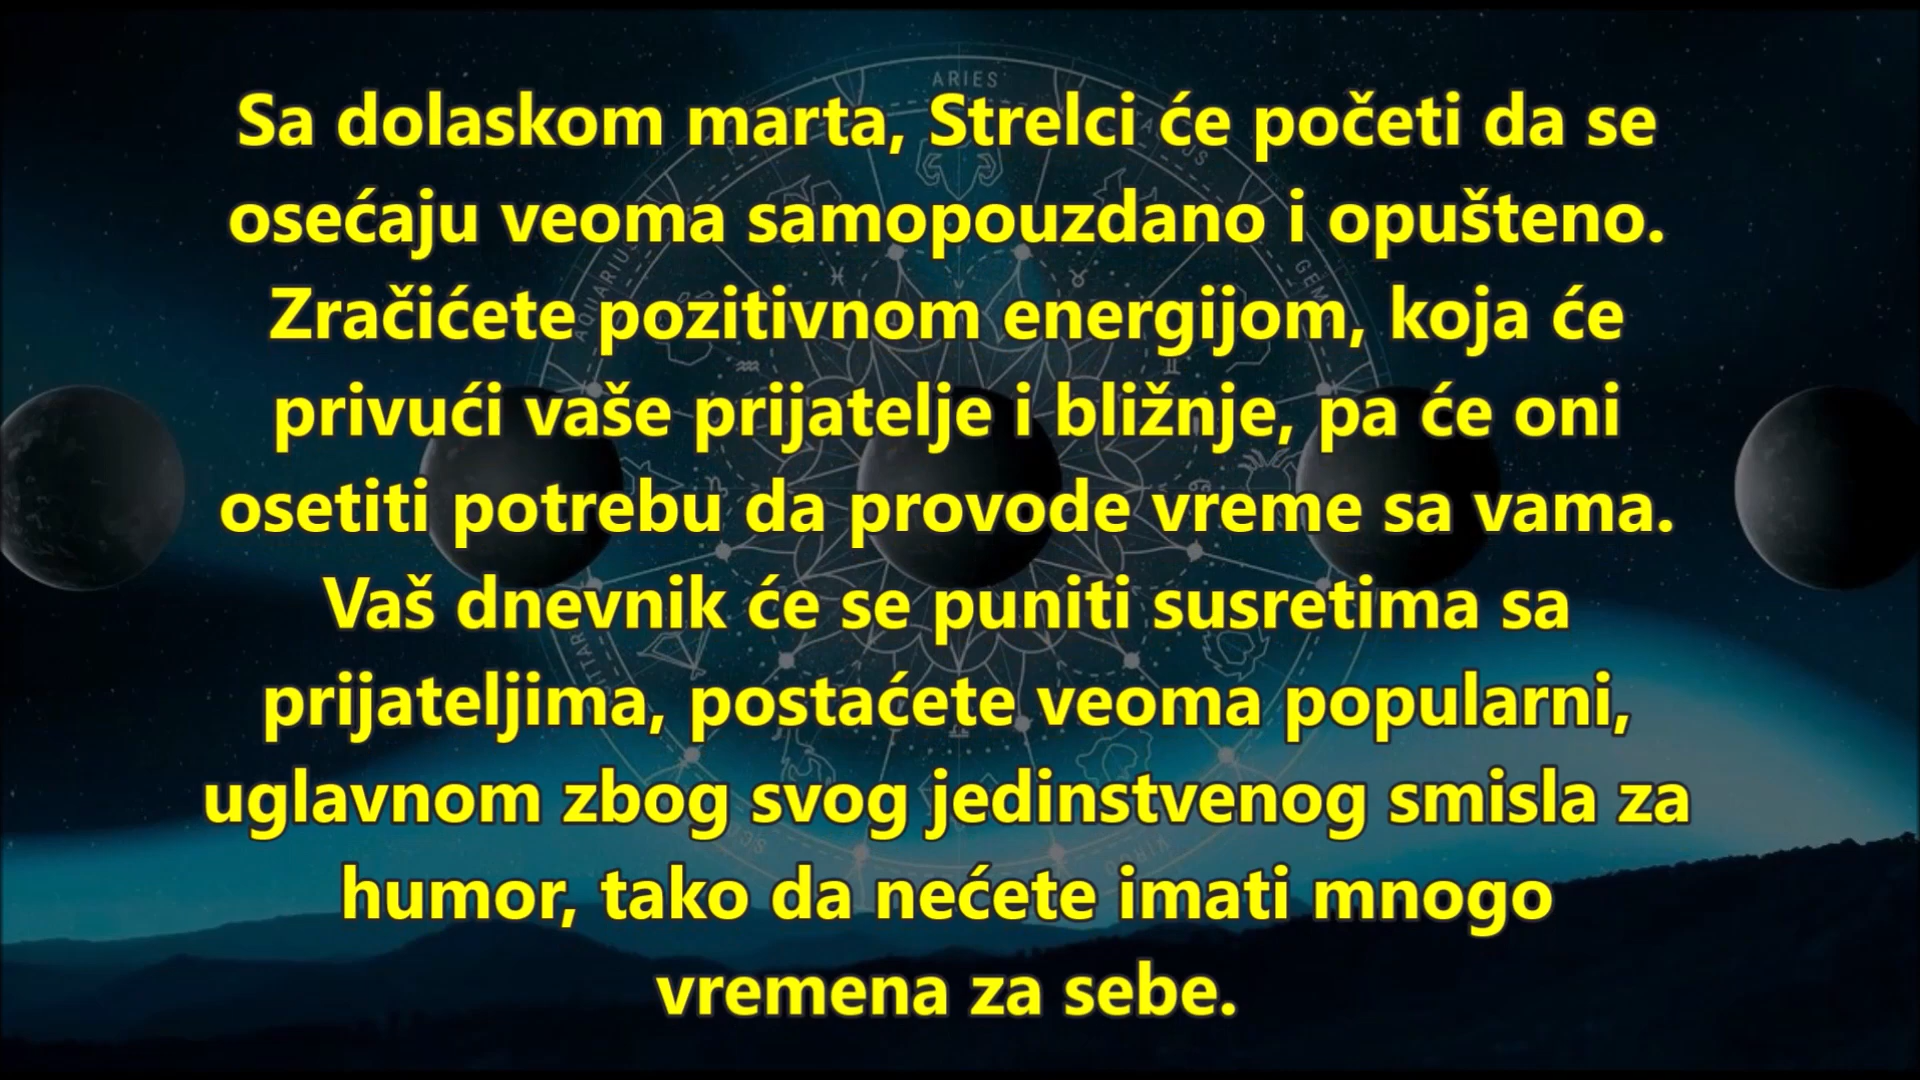 ARIES
Sa dolaskom marta, Strelci će početi da se
osećaju veoma samopouzdano i opušteno.
Zračićete pozitivnom energijom, koja će
privući vaše prijatelje i bližnje, pa će oni
osetiti potrebu da provode vreme sa vama.
Vaš dnevnik će se puniti susretima sa
prijateljima, postaćete veoma popularni,
uglavnom zbog svog jedinstvenog smisla za
humor, tako da nećete imati mnogo
vremena za sebe.